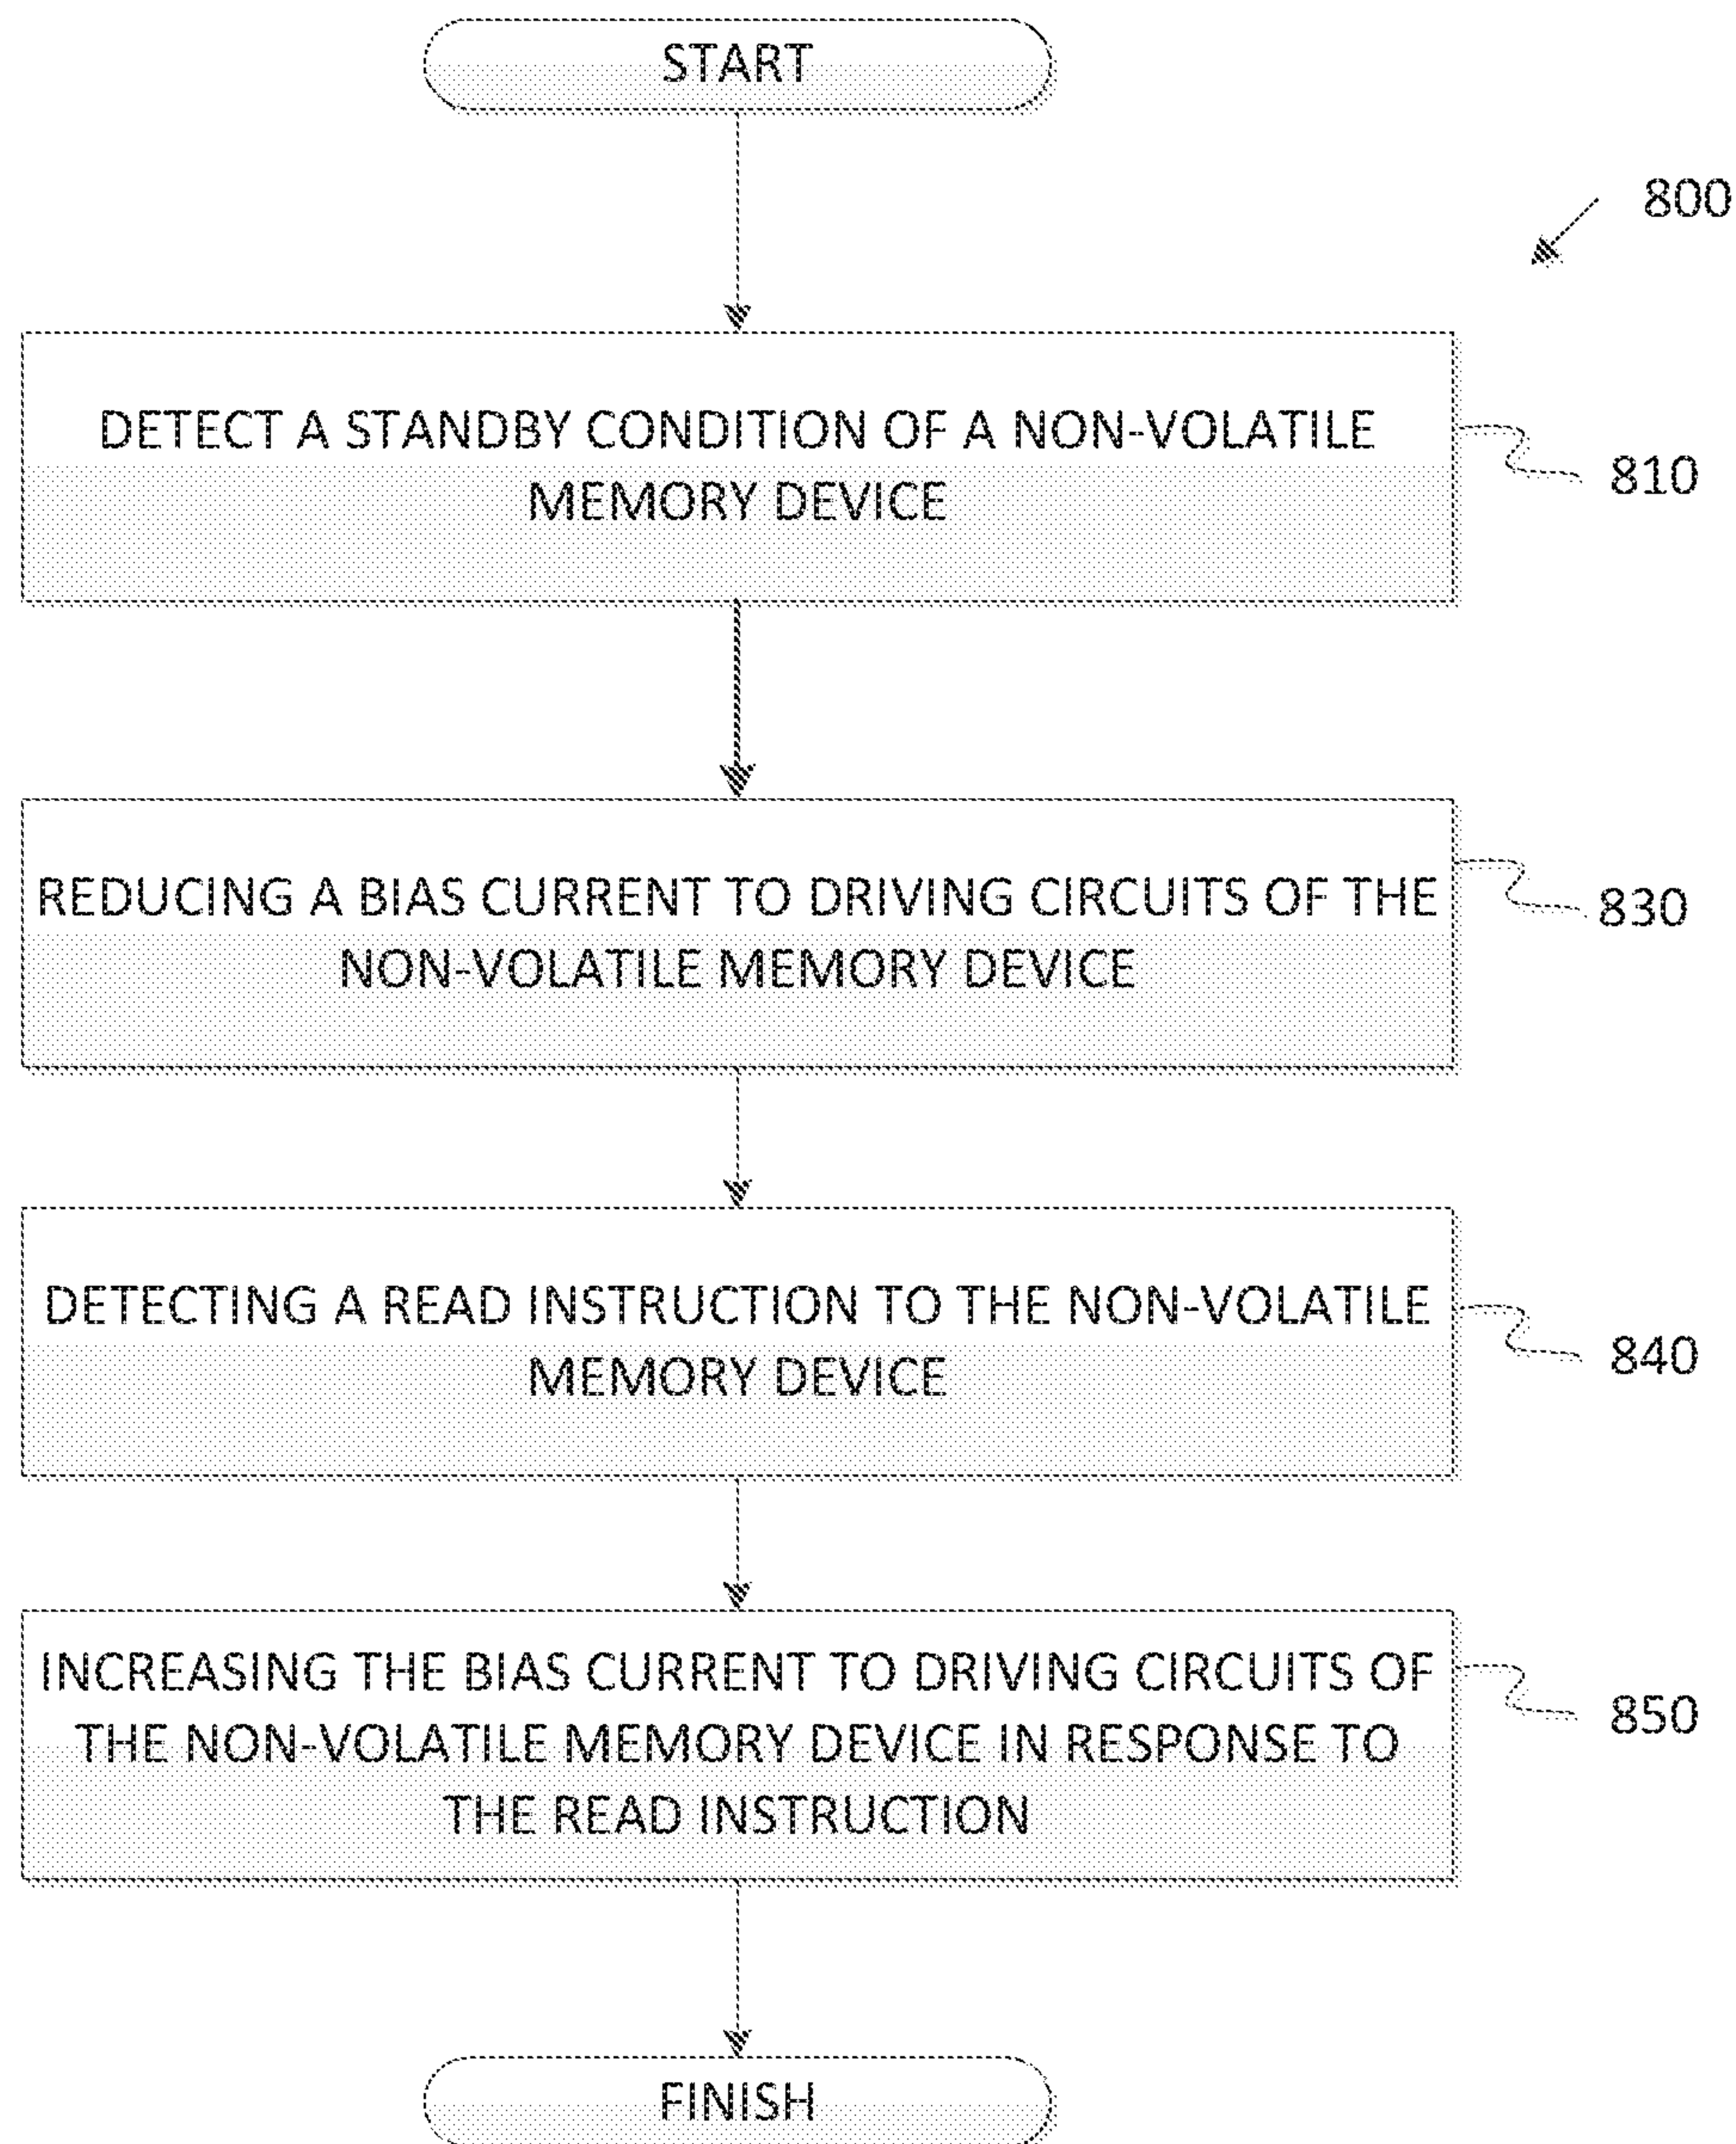 START
800
DETECT A STANDBY CONDITION OF A NON-VOLATILE
MEMORY DEVICE
810
REDUCING A BIAS CURRENT TO DRIVING CIRCUITS OF THE
NON-VOLATILE MEMORY DEVICE
830
DETECTING A READ INSTRUCTION TO THE NON-VOLATILE
MEMORY DEVICE
840
INCREASING THE BIAS CURRENT TO DRIVING CIRCUITS OF
THE NON-VOLATILE MEMORY DEVICE IN RESPONSE TO
THE READ INSTRUCTION
850
FINISH